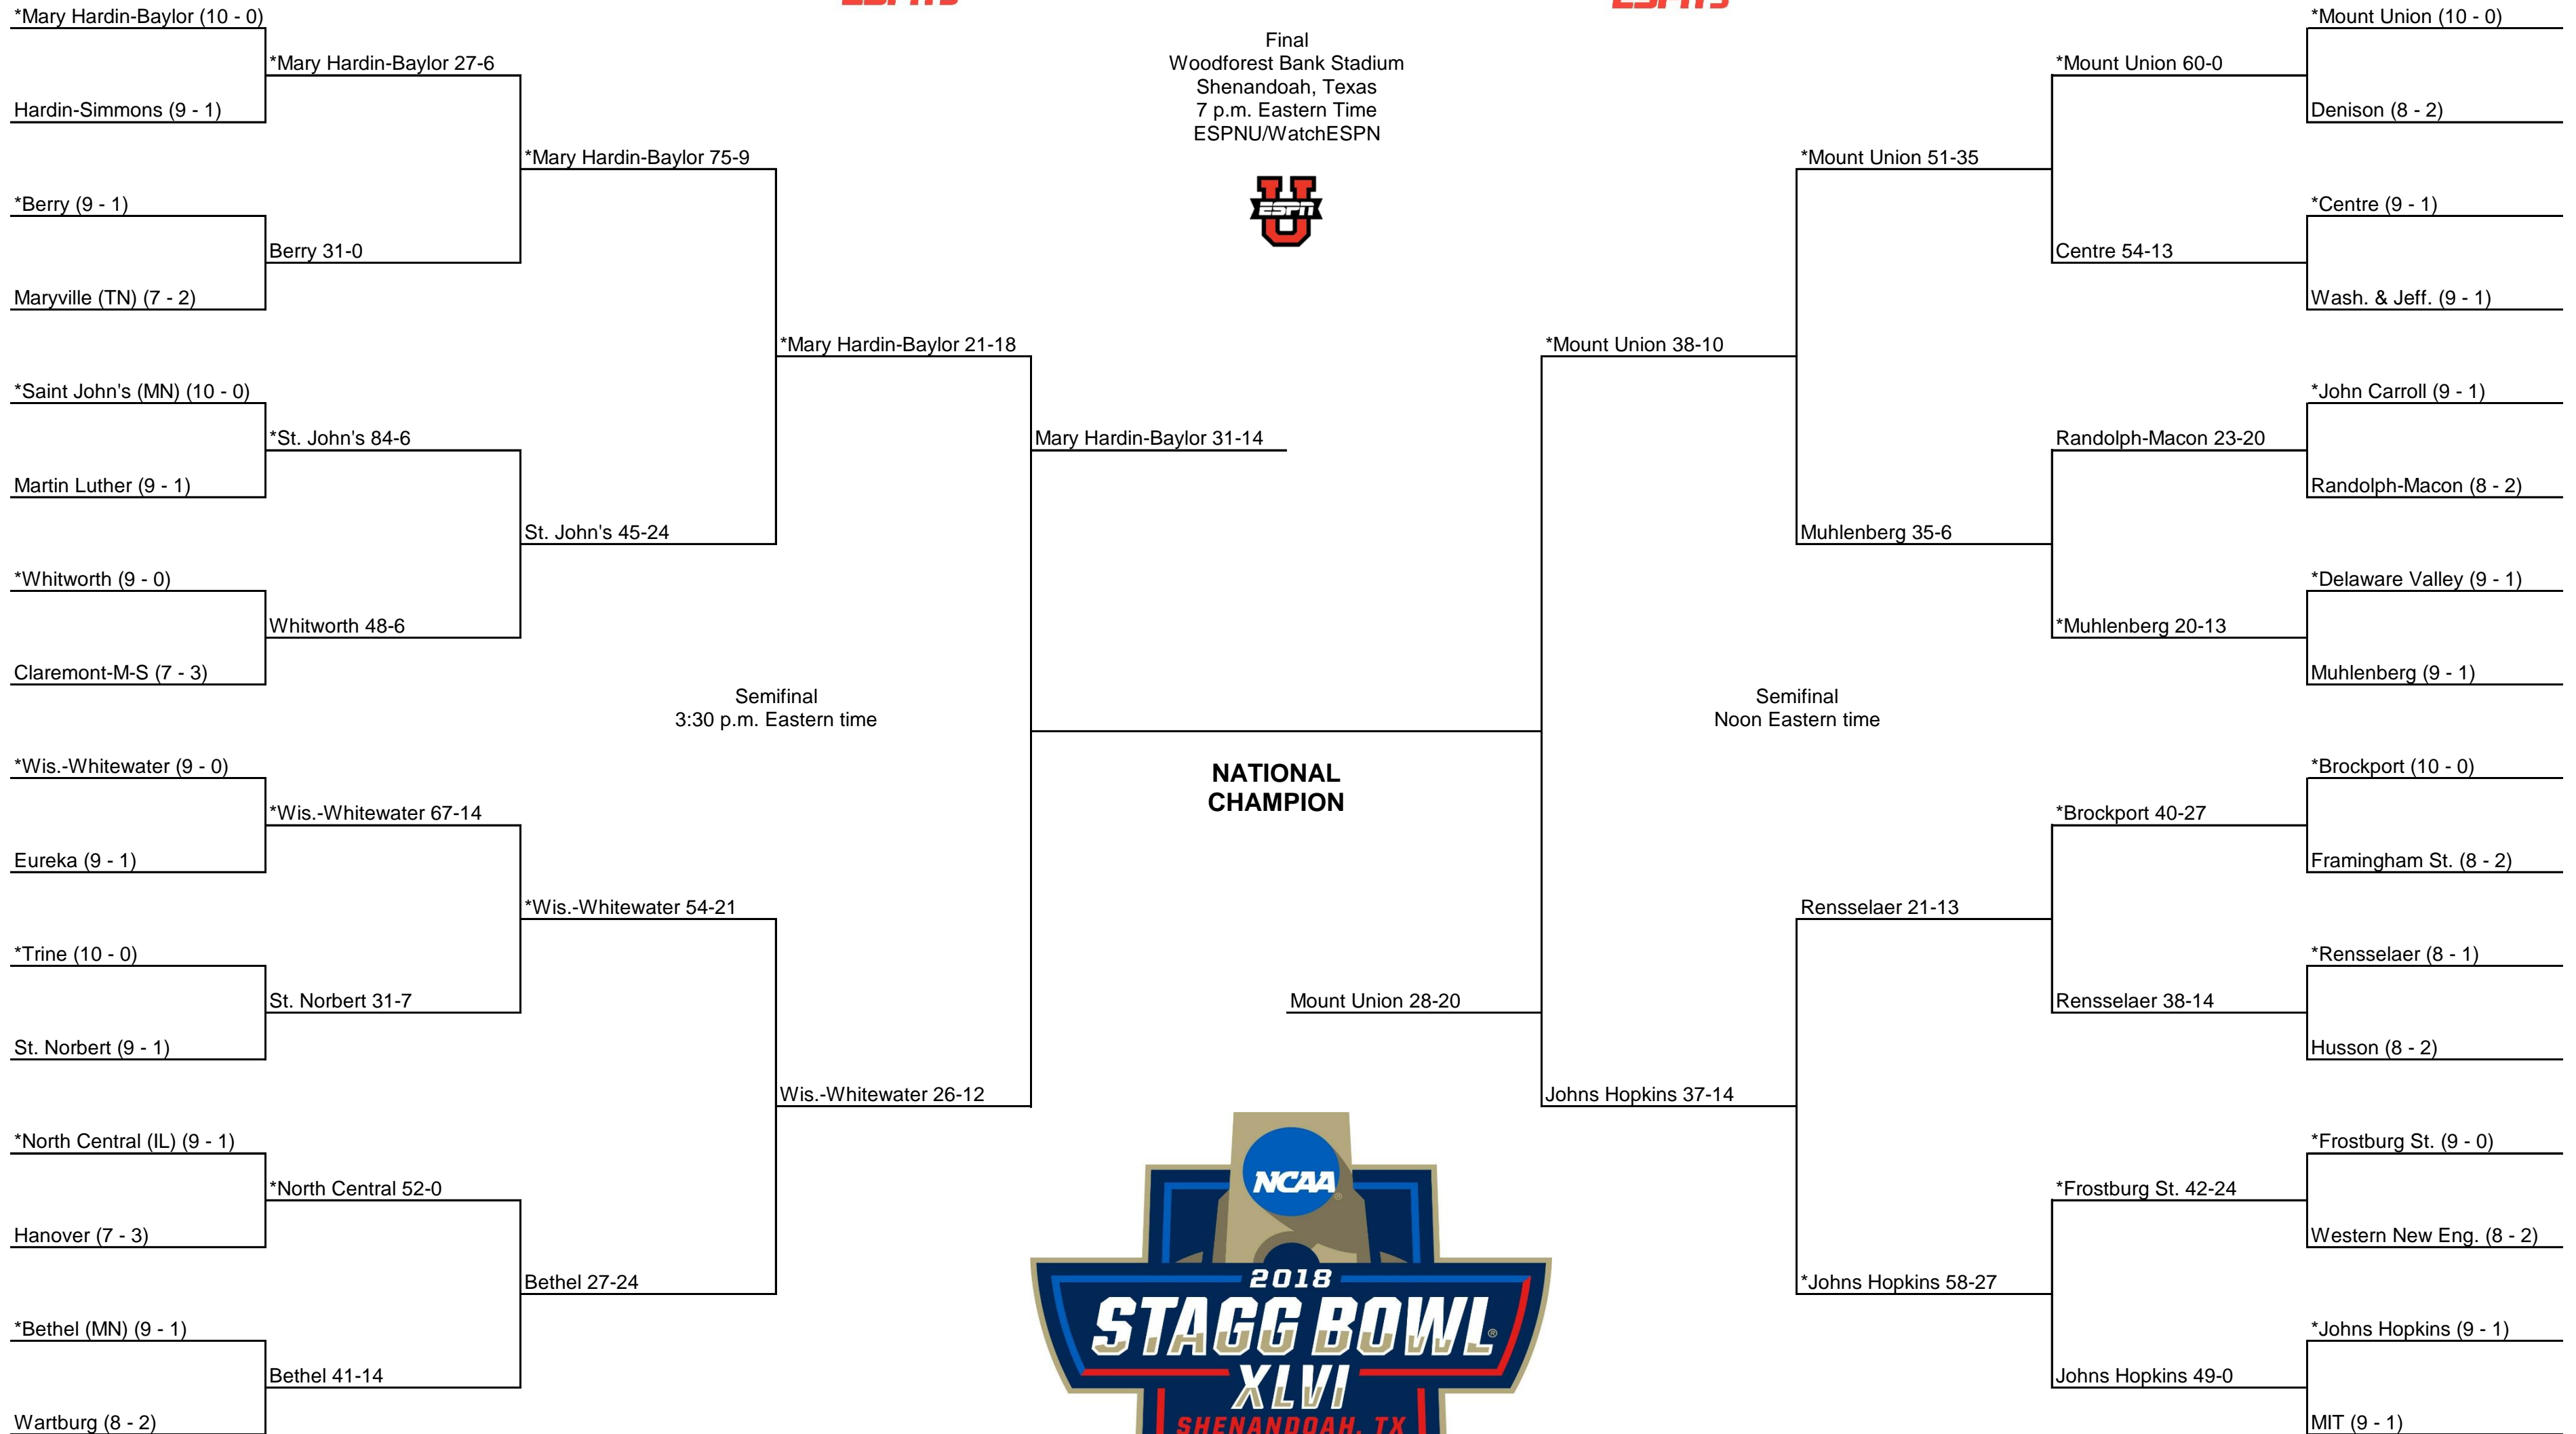 *Mary Hardin-Baylor (10 - 0)
*Mary Hardin-Baylor 27-6
Hardin-Simmons (9 - 1)
*Mary Hardin-Baylor 75-9
*Berry (9 - 1)
Berry 31-0
Maryville (TN) (7 - 2)
*Mary Hardin-Baylor 21-18
*Saint John's (MN) (10 - 0)
*St. John's 84-6
Martin Luther (9 - 1)
St. John's 45-24
*Whitworth (9 - 0)
Whitworth 48-6
Claremont-M-S (7 - 3)
Semifinal
3:30 p.m. Eastern time
*Wis.-Whitewater (9 - 0)
*Wis.-Whitewater 67-14
Eureka (9 - 1)
*Wis.-Whitewater 54-21
*Trine (10 - 0)
St. Norbert 31-7
St. Norbert (9 - 1)
Wis.-Whitewater 26-12
*North Central (IL) (9 - 1)
*North Central 52-0
Hanover (7 - 3)
Bethel 27-24
*Bethel (MN) (9 - 1)
Bethel 41-14
Wartburg (8 - 2)
Final
Woodforest Bank Stadium
Shenandoah, Texas
7 p.m. Eastern Time
ESPNU/WatchESPN
ESPN
U
Mary Hardin-Baylor 31-14
NATIONAL
CHAMPION
Mount Union 28-20
NCAA
2018
STAGG BOWL
XLVI
SHENANDOAH, TX
*Mount Union (10 - 0)
*Mount Union 60-0
Denison (8 - 2)
*Mount Union 51-35
*Centre (9 - 1)
Centre 54-13
Wash. & Jeff. (9 - 1)
*Mount Union 38-10
*John Carroll (9 - 1)
Randolph-Macon 23-20
Randolph-Macon (8 - 2)
Muhlenberg 35-6
*Delaware Valley (9 - 1)
*Muhlenberg 20-13
Muhlenberg (9 - 1)
Semifinal
Noon Eastern time
*Brockport (10 - 0)
*Brockport 40-27
Framingham St. (8 - 2)
Rensselaer 21-13
*Rensselaer (8 - 1)
Rensselaer 38-14
Husson (8 - 2)
Johns Hopkins 37-14
*Frostburg St. (9 - 0)
*Frostburg St. 42-24
Western New Eng. (8 - 2)
*Johns Hopkins 58-27
*Johns Hopkins (9 - 1)
Johns Hopkins 49-0
MIT (9 - 1)